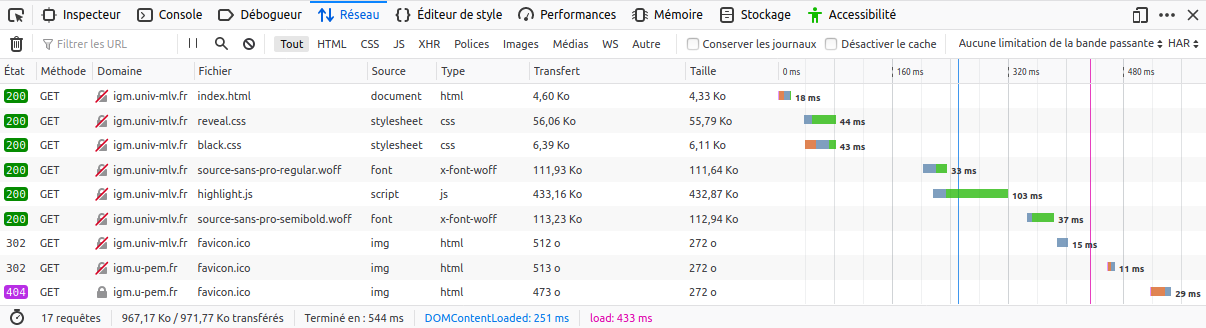 Inspecteur Console Débogueur Réseau Éditeur de style Performances Mémoire Stockage Accessibilité
Filtrer les URL Tout HTML CSS JS XHR Polices Images Médias WS Autre Conserver les journaux Désactiver le cache Aucune limitation de la bande passante HAR
État Méthode Domaine Fichier Source Type Transfert Taille 0 ms 160 ms 320 ms 480 ms
200 GET igm.univ-mlv.fr index.html document html 4,60 Ko 4,33 Ko 18 ms
200 GET igm.univ-mlv.fr reveal.css stylesheet css 56,06 Ko 55,79 Ko 44 ms
200 GET igm.univ-mlv.fr black.css stylesheet css 6,39 Ko 6,11 Ko 43 ms
200 GET igm.univ-mlv.fr source-sans-pro-regular.woff font x-font-woff 111,93 Ko 111,64 Ko 33 ms
200 GET igm.univ-mlv.fr highlight.js script js 433,16 Ko 432,87 Ko 103 ms
200 GET igm.univ-mlv.fr source-sans-pro-semibold.woff font x-font-woff 113,23 Ko 112,94 Ko 37 ms
302 GET igm.univ-mlv.fr favicon.ico img html 512 o 272 o 15 ms
302 GET igm.u-pem.fr favicon.ico img html 513 o 272 o 11 ms
404 GET igm.u-pem.fr favicon.ico img html 473 o 272 o 29 ms
17 requêtes 967,17 Ko / 971,77 Ko transférés Terminé en : 544 ms DOMContentLoaded: 251 ms load: 433 ms